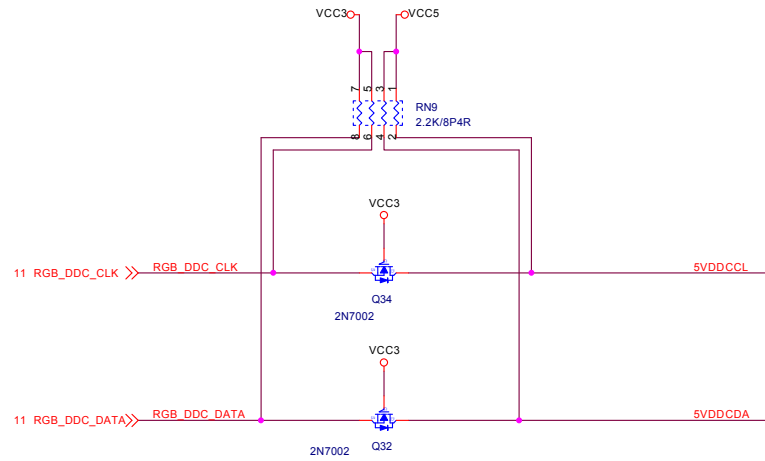 VCC3 VCC5
7 5 3 1
RN9
2.2K/8P4R
8 6 4 2
VCC3
11 RGB_DDC_CLK RGB_DDC_CLK 5VDDCCL
Q34
2N7002
VCC3
11 RGB_DDC_DATA RGB_DDC_DATA 5VDDCDA
2N7002 Q32